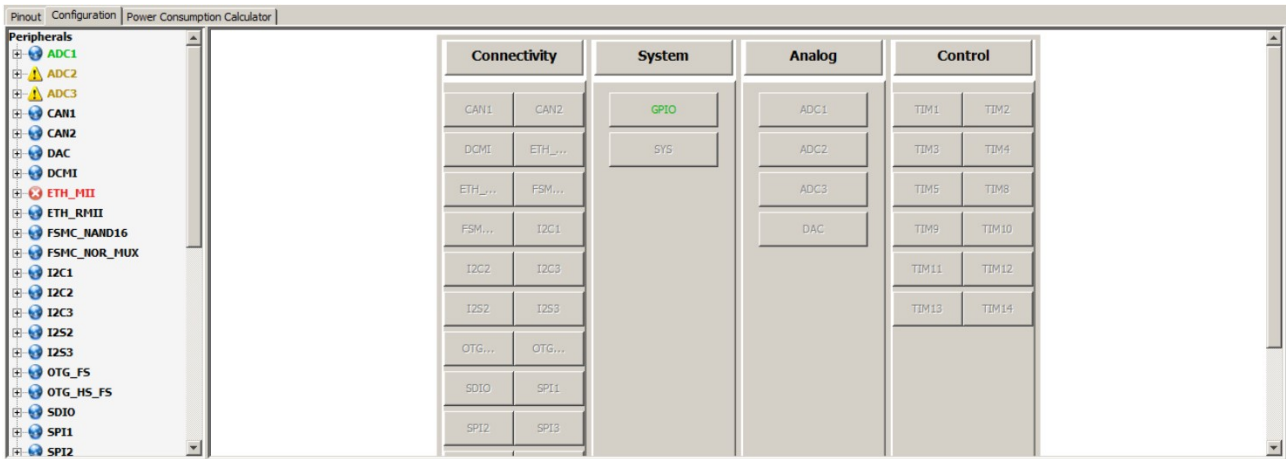 Pinout Configuration Power Consumption Calculator
Peripherals
ADC1
ADC2
ADC3
CAN1
CAN2
DAC
DCMI
ETH_MII
ETH_RMII
FSMC_NAND16
FSMC_NOR_MUX
I2C1
I2C2
I2C3
I2S2
I2S3
OTG_FS
OTG_HS_FS
SDIO
SPI1
SPI2
Connectivity System Analog Control
CAN1 CAN2 GPIO ADC1 TIM1 TIM2
DCMI ETH_... SYS ADC2 TIM3 TIM4
ETH_... FSM... ADC3 TIM5 TIM8
FSM... I2C1 DAC TIM9 TIM10
I2C2 I2C3 TIM11 TIM12
I2S2 I2S3 TIM13 TIM14
OTG... OTG...
SDIO SPI1
SPI2 SPI3